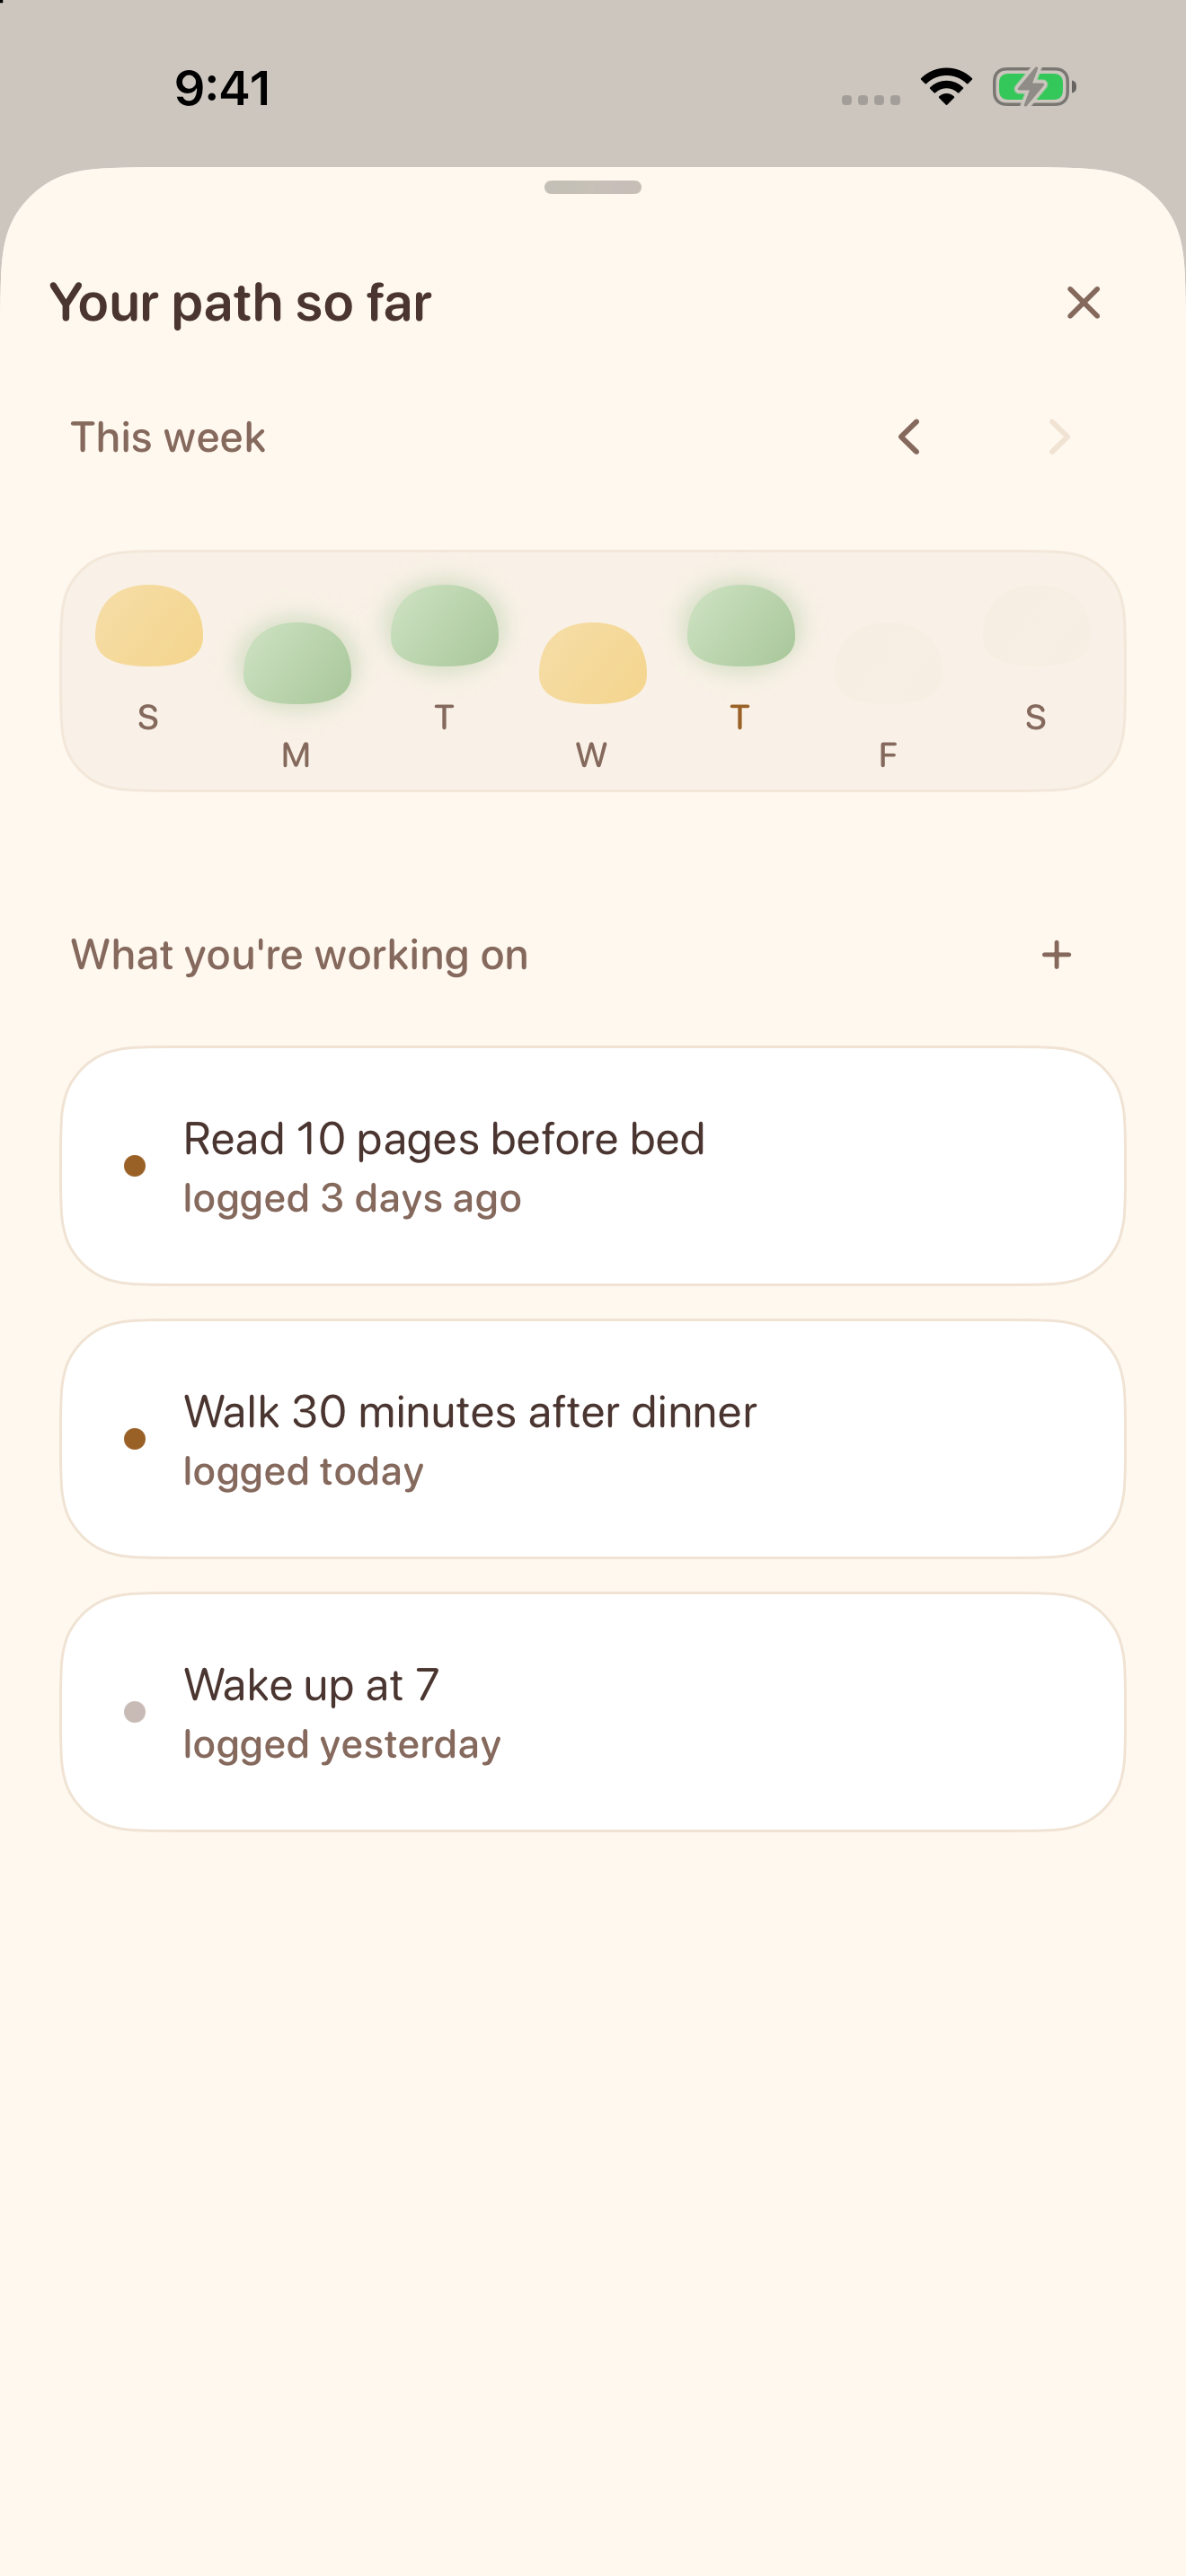 9:41
Your path so far
This week
S M T W T F S
What you're working on
Read 10 pages before bed
logged 3 days ago
Walk 30 minutes after dinner
logged today
Wake up at 7
logged yesterday